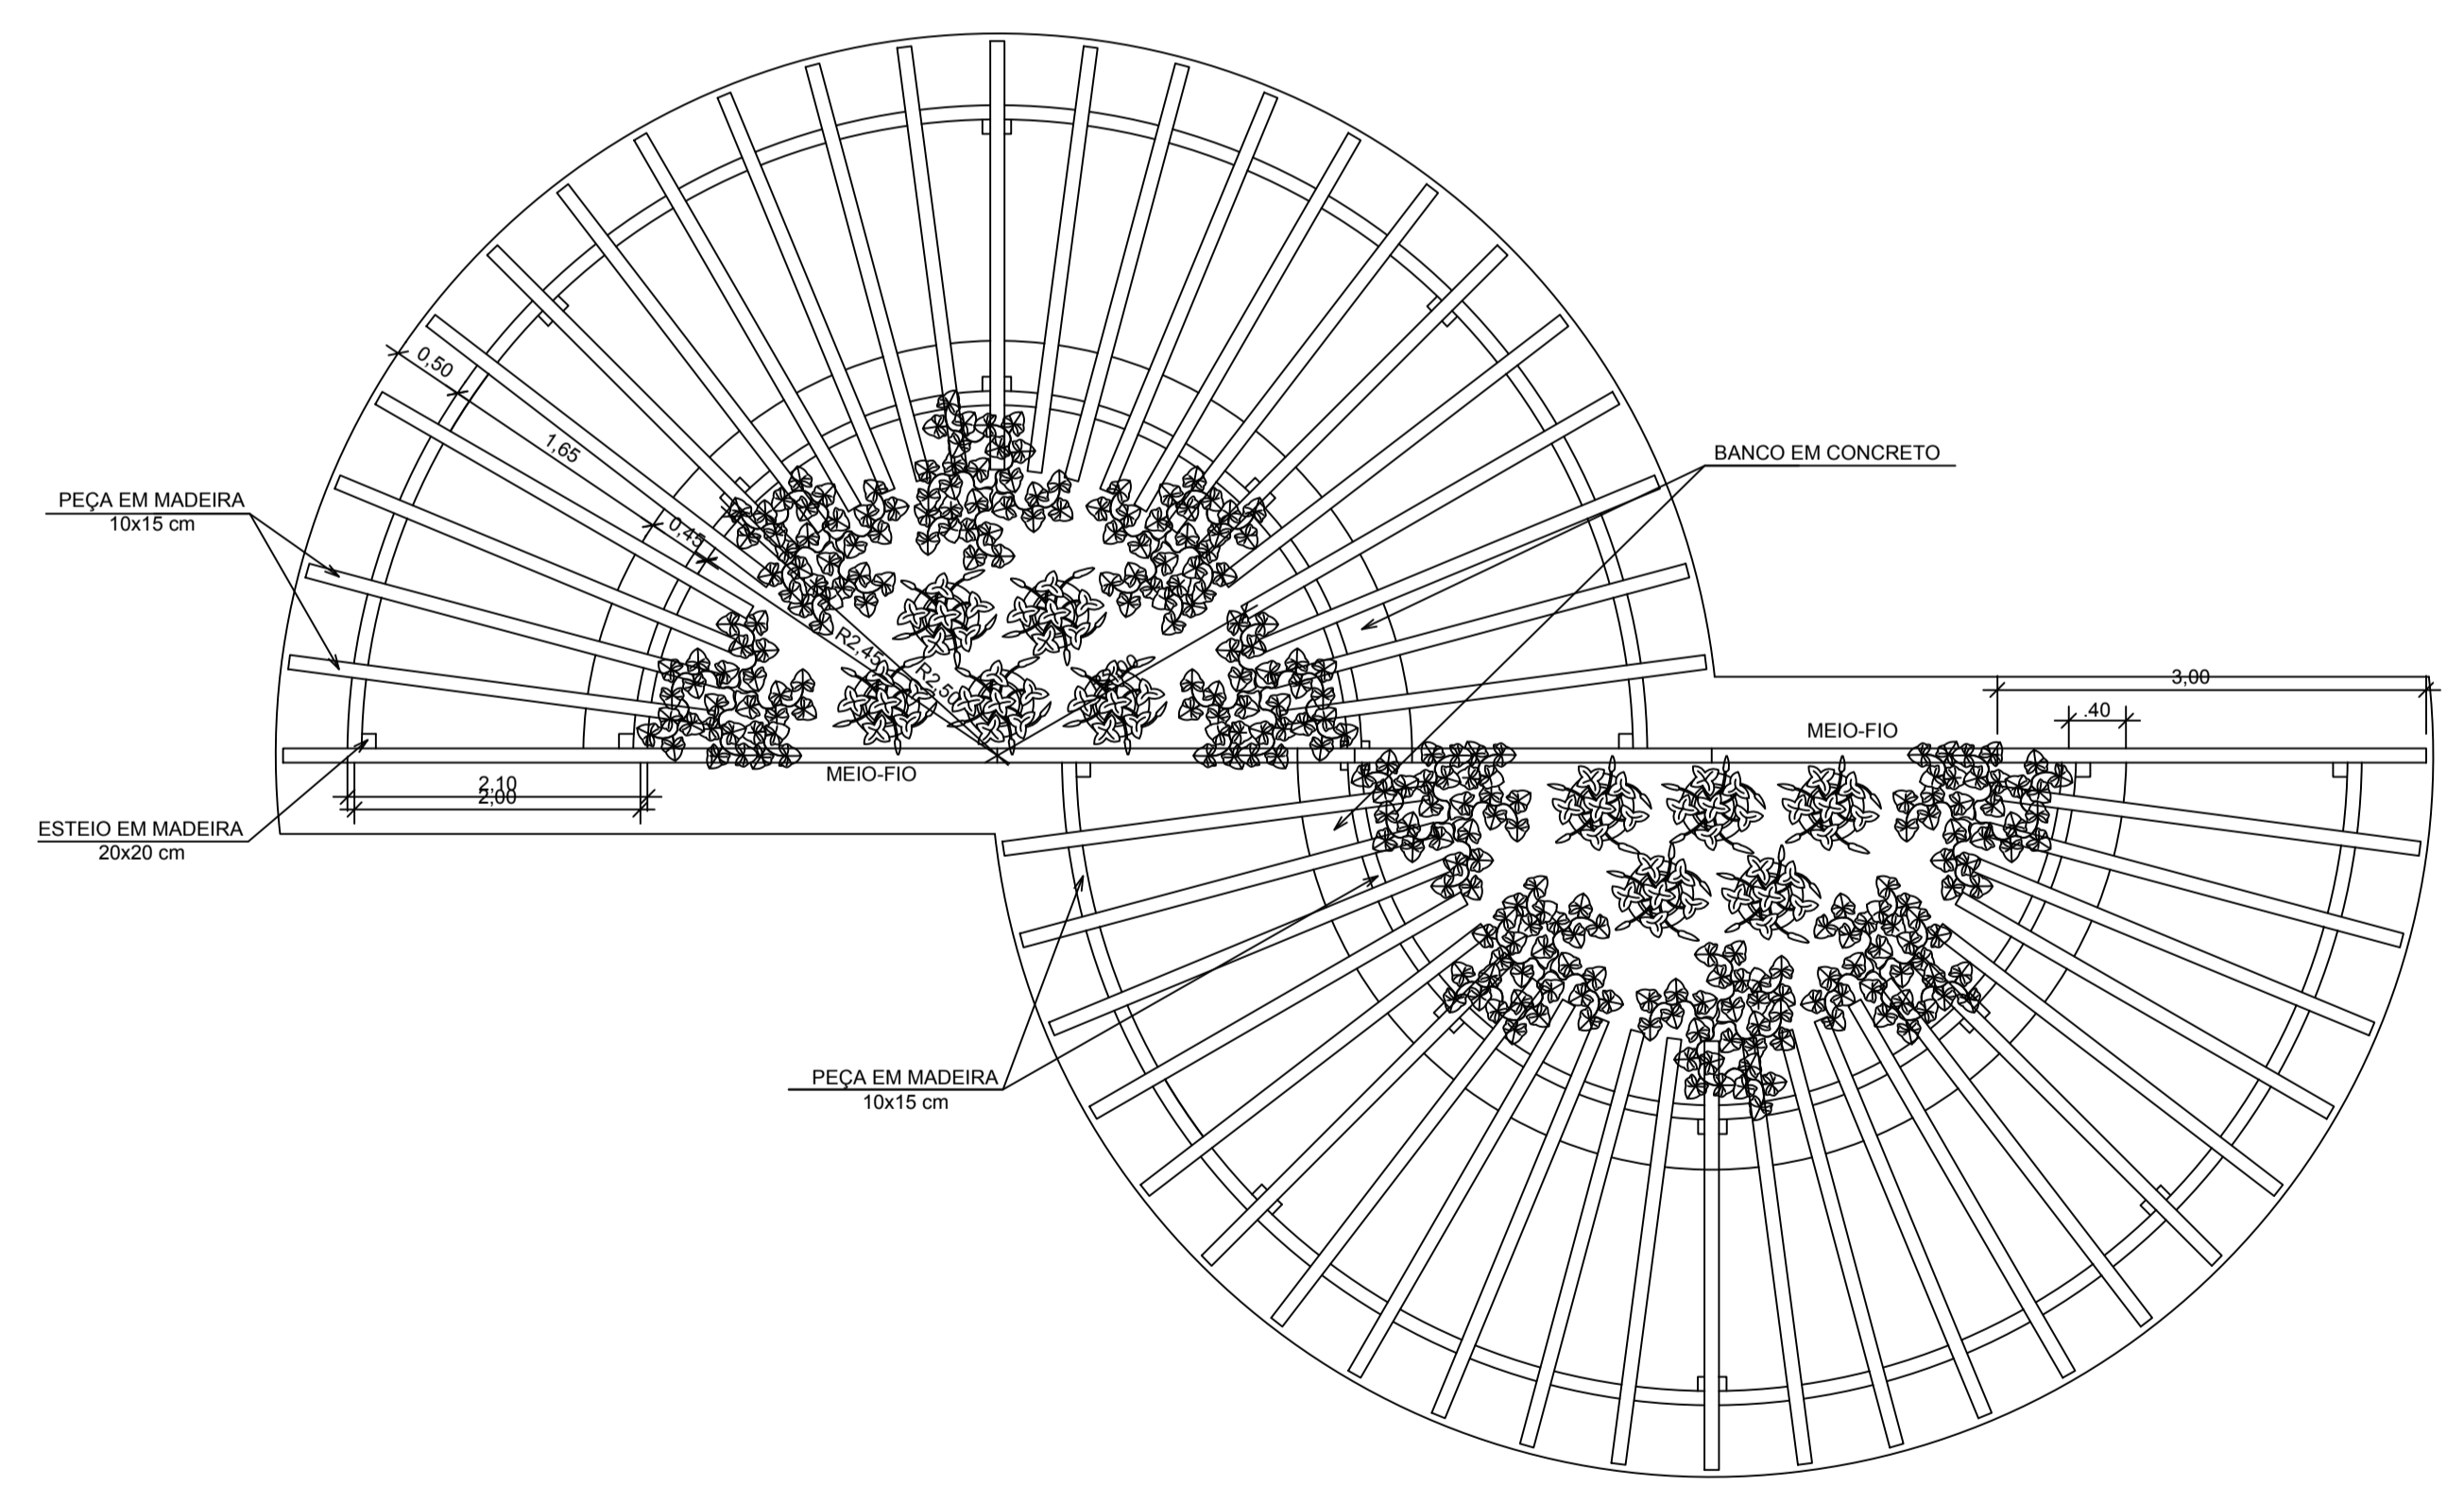 0,50
1,65
BANCO EM CONCRETO
PEÇA EM MADEIRA
10x15 cm
0,45
R2,45
R2,50
3,00
.40
MEIO-FIO
MEIO-FIO
2,10
2,00
ESTEIO EM MADEIRA
20x20 cm
PEÇA EM MADEIRA
10x15 cm